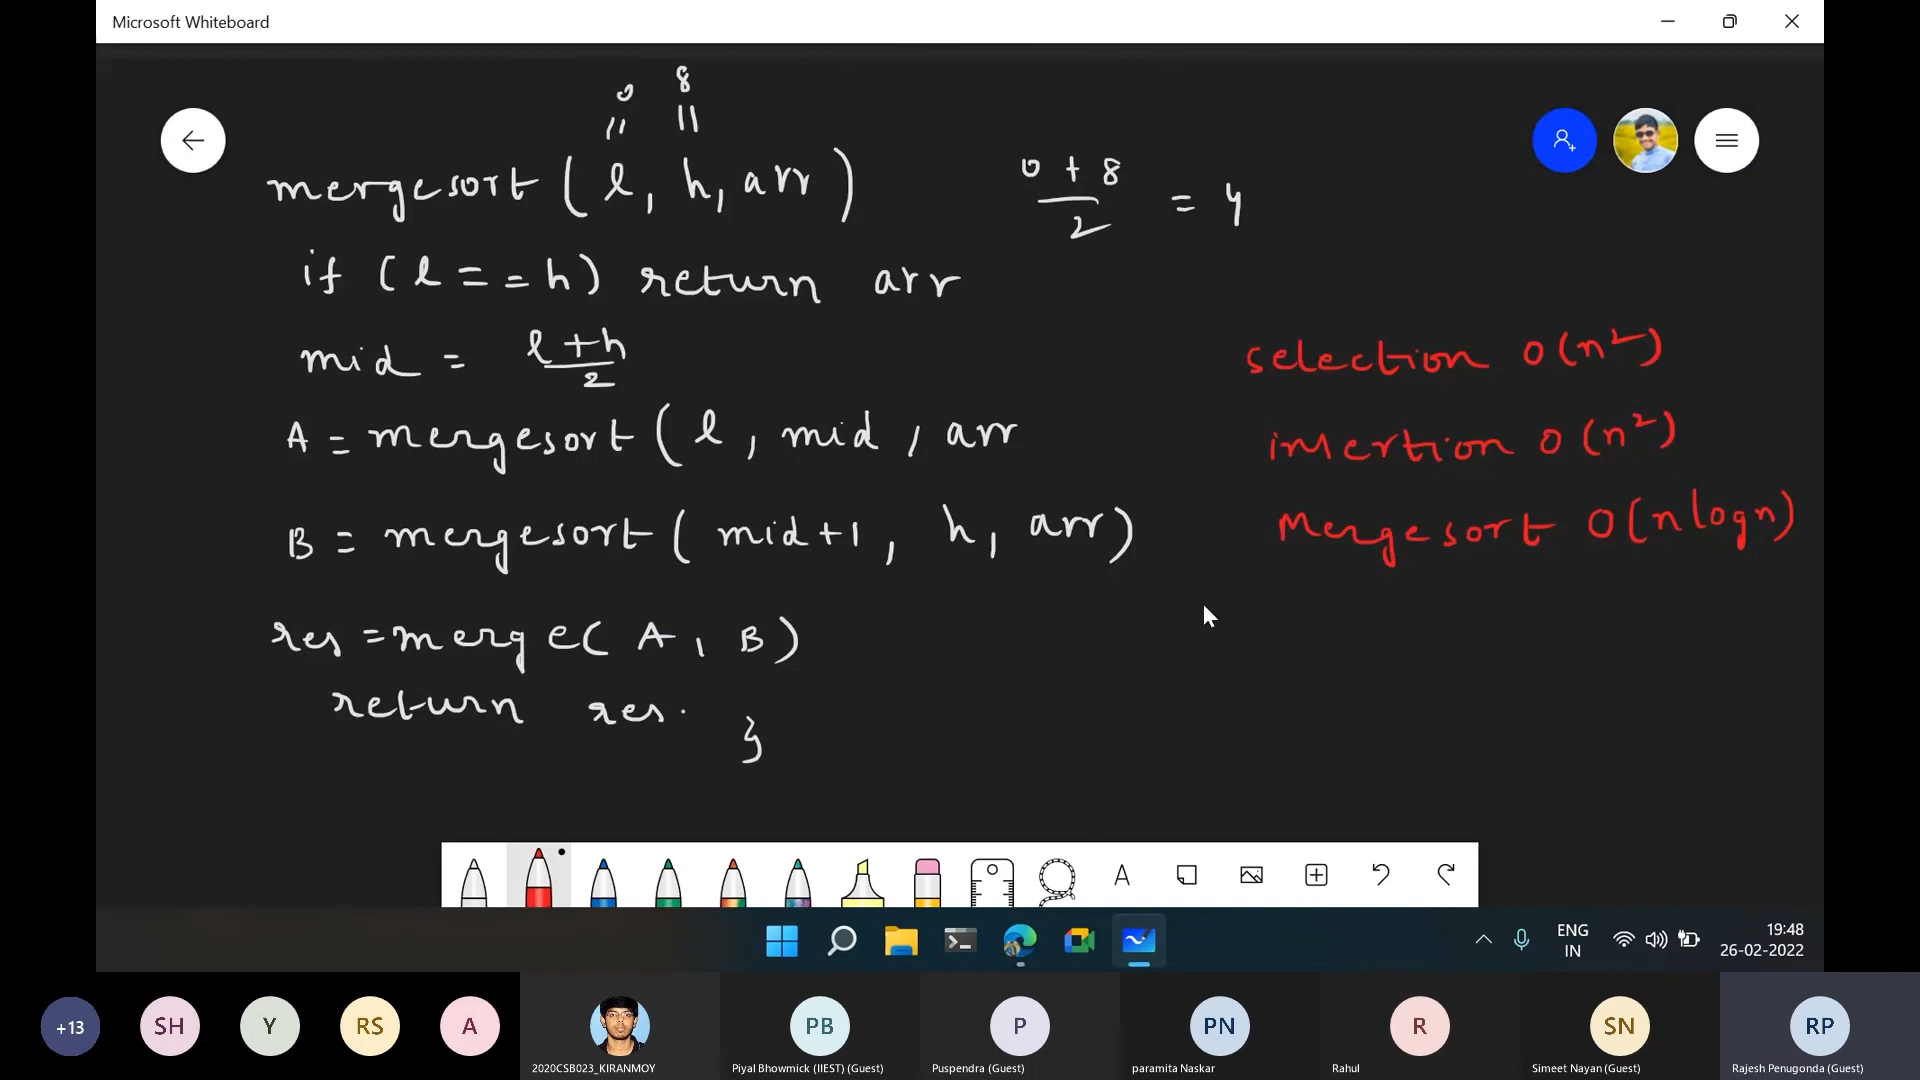 Microsoft Whiteboard
0 8
11 11
mergesort ( l, h, arr )
0 + 8
2
= 4
if ( l = = h ) return arr
mid = l + h
2
A = mergesort ( l , mid , arr
B = mergesort ( mid+1 , h , arr )
res = merge ( A , B )
return res .
}
selection O(n²)
insertion O (n²)
Mergesort O(n logn)
A
ENG
IN
19:48
26-02-2022
+13
SH
Y
RS
A
PB
P
PN
R
SN
RP
2020CSB023_KIRANMOY
Piyal Bhowmick (IIEST) (Guest)
Puspendra (Guest)
paramita Naskar
Rahul
Simeet Nayan (Guest)
Rajesh Penugonda (Guest)